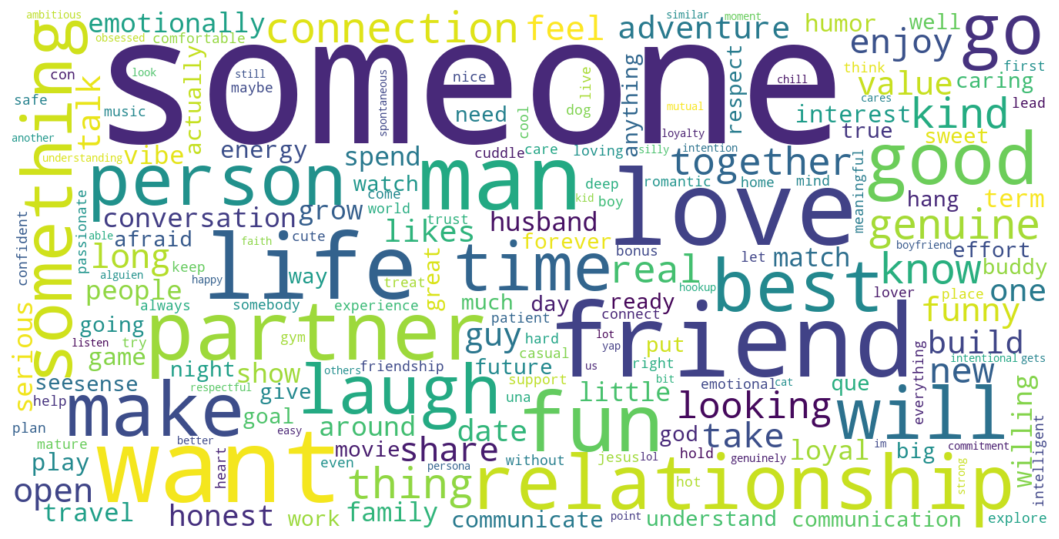 ambitious
emotionally
similar
moment
connection
feel
adventure
humor
well
go
obsessed
comfortable
someone
enjoy
first
con
look
still
maybe
spontaneous
nice
cool
dog
live
anything
respect
chill
think
value
caring
safe
music
actually
talk
something
need
mutual
cares
interest
kind
lead
another
true
understanding
vibe
energy
spend
cuddle
care
loving
loyalty
silly
intention
together
sweet
good
person
watch
man
deep
romantic
home
mind
meaningful
hang
term
passionate
confident
conversation
grow
come
world
likes
trust
kid
boy
love
husband
genuine
able
afraid
cute
faith
forever
bonus
let
match
boyfriend
effort
long
keep
alguien
happy
life
way
treat
great
time
real
best
know
buddy
people
always
somebody
experience
much
day
ready
hookup
lover
one
serious
going
partner
patient
connect
friend
place
funny
listen
try
gym
guy
hard
lot
us
put
build
game
yap
casual
night
show
others
friendship
future
right
intentional
gets
see
sense
respectful
give
laugh
support
little
bit
emotional
cat
que
everything
new
help
make
goal
una
fun
looking
will
willing
plan
around
date
god
take
mature
better
easy
movie
share
jesus
lol
hold
im
commitment
intelligent
play
heart
even
persona
without
genuinely
loyal
big
open
want
thing
hot
relationship
strong
travel
honest
work
family
point
communicate
understand
communication
explore